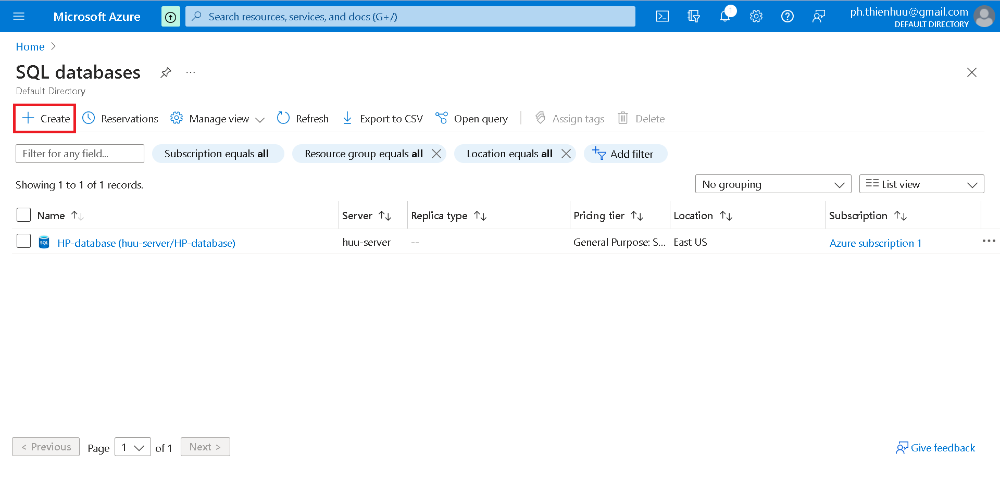 Microsoft Azure
Search resources, services, and docs (G+/)
1
ph.thienhuu@gmail.com
DEFAULT DIRECTORY
Home
SQL databases
...
Default Directory
Create
Reservations
Manage view
Refresh
Export to CSV
Open query
Assign tags
Delete
Filter for any field...
Subscription equals all
Resource group equals all
Location equals all
Add filter
Showing 1 to 1 of 1 records.
No grouping
List view
Name
Server
Replica type
Pricing tier
Location
Subscription
SQL
HP-database (huu-server/HP-database)
huu-server
--
General Purpose: S...
East US
Azure subscription 1
< Previous
Page
1
of 1
Next >
Give feedback